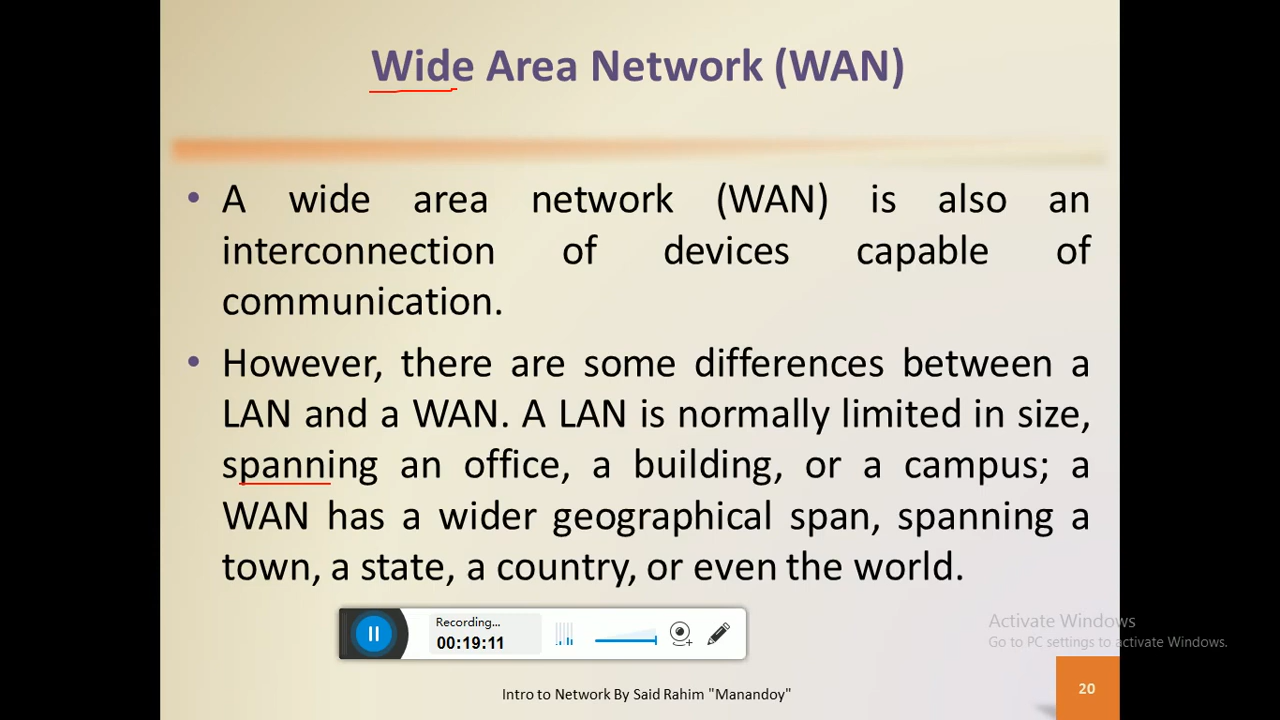 Wide Area Network (WAN)
• A wide area network (WAN) is also an
interconnection of devices capable of
communication.
• However, there are some differences between a
LAN and a WAN. A LAN is normally limited in size,
spanning an office, a building, or a campus; a
WAN has a wider geographical span, spanning a
town, a state, a country, or even the world.
Recording...
00:19:11
Activate Windows
Go to PC settings to activate Windows.
Intro to Network By Said Rahim "Manandoy"
20